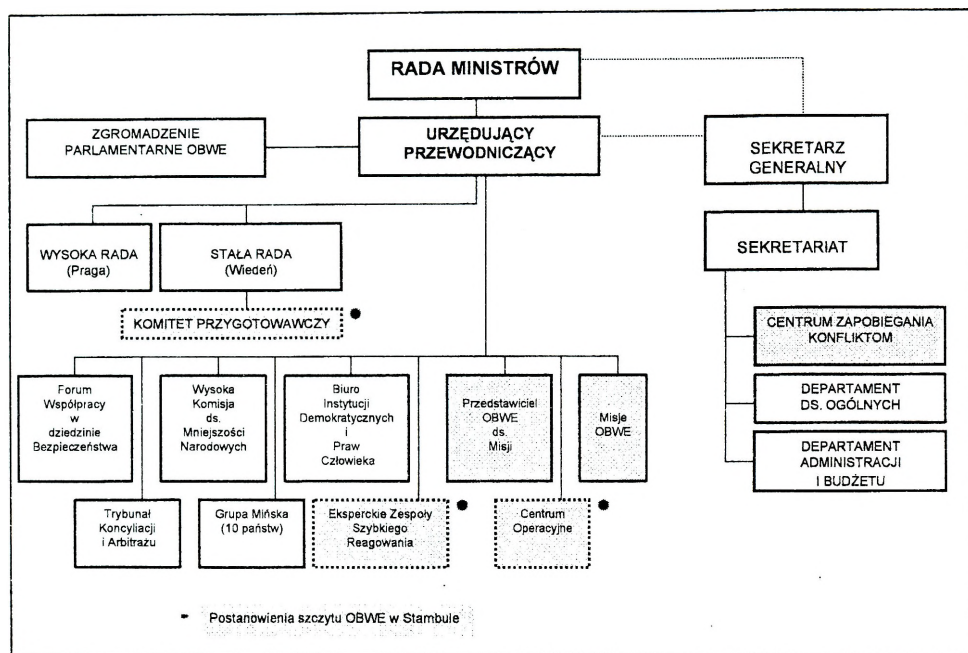 RADA MINISTRÓW
ZGROMADZENIE
PARLAMENTARNE OBWE
URZĘDUJĄCY
PRZEWODNICZĄCY
SEKRETARZ
GENERALNY
WYSOKA RADA
(Praga)
STAŁA RADA
(Wiedeń)
SEKRETARIAT
KOMITET PRZYGOTOWAWCZY
CENTRUM ZAPOBIEGANIA
KONFLIKTOM
DEPARTAMENT
DS. OGÓLNYCH
DEPARTAMENT
ADMINISTRACJI
I BUDŻETU
Forum
Współpracy
w
dziedzinie
Bezpieczeństwa
Wysoka
Komisja
ds.
Mniejszości
Narodowych
Biuro
Instytucji
Demokratycznych
i
Praw
Człowieka
Przedstawiciel
OBWE
ds.
Misji
Misje
OBWE
Trybunał
Koncyliacji
i Arbitrażu
Grupa Mińska
(10 państw)
Eksperckie Zespoły
Szybkiego
Reagowania
Centrum
Operacyjne
Postanowienia szczytu OBWE w Stambule